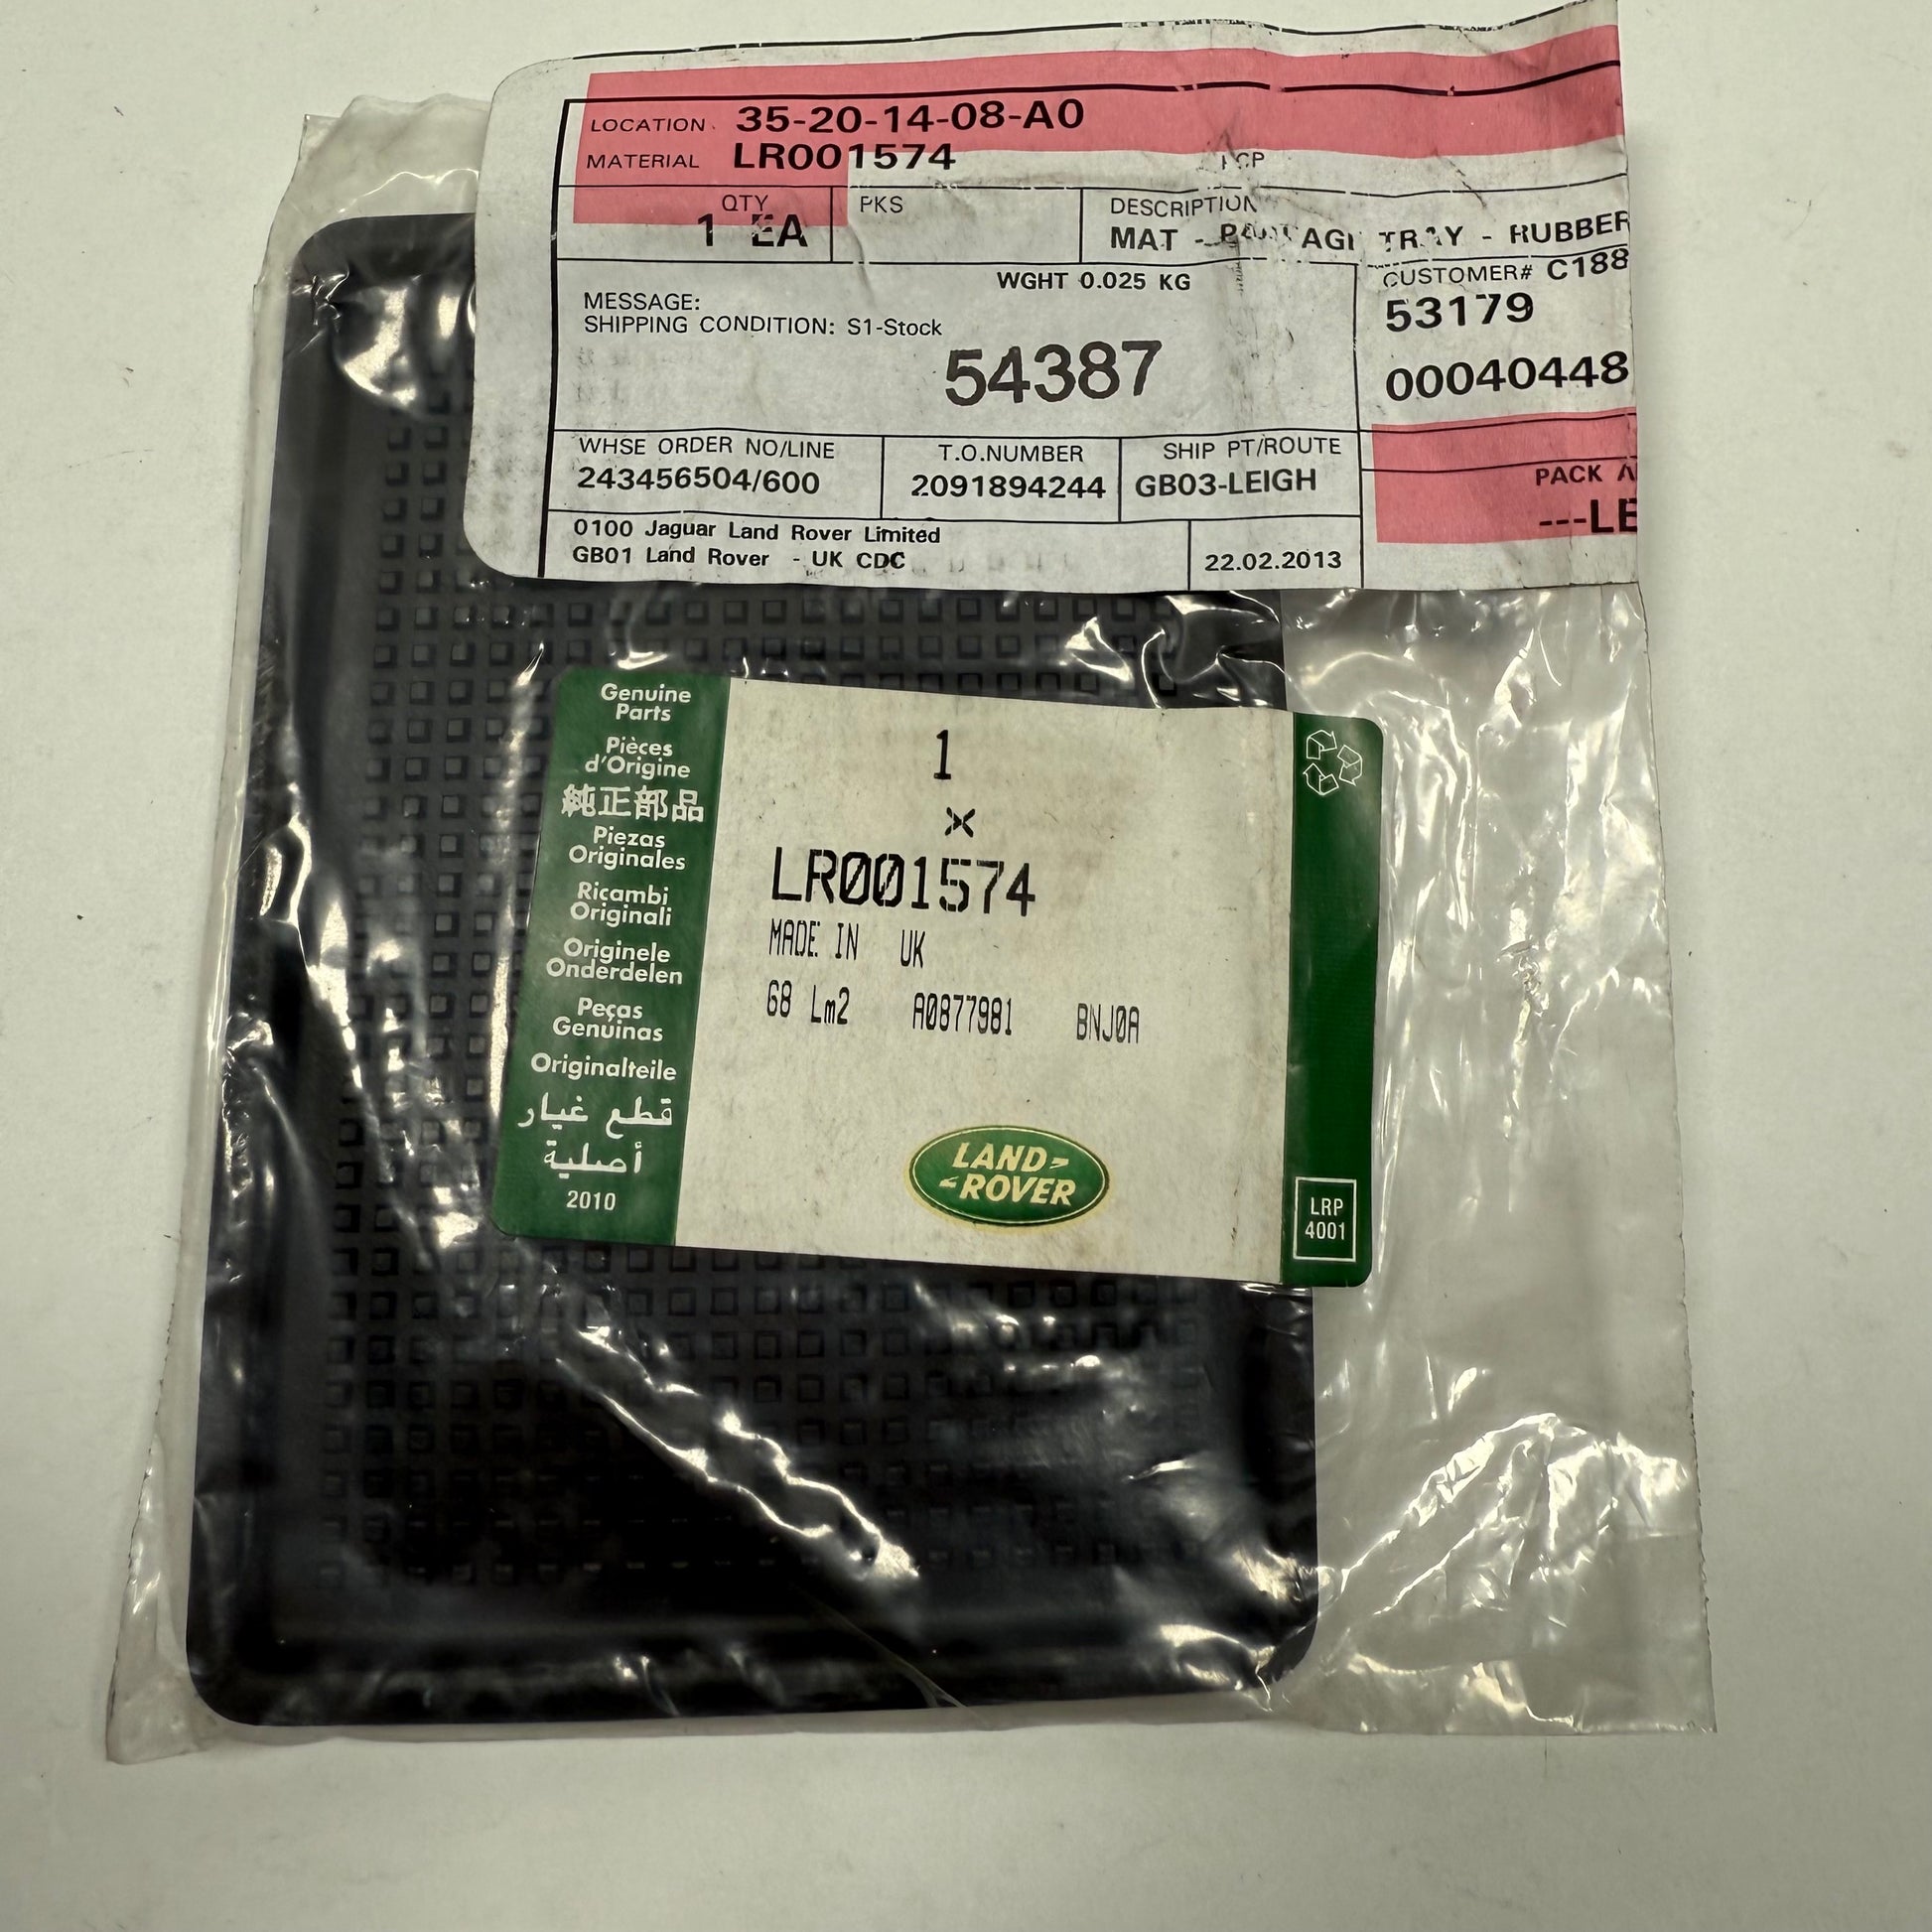 LOCATION 35-20-14-08-A0
MATERIAL LR001574
QTY PKS DESCRIPTION
1 EA MAT - TRAY - RUBBER
WGHT 0.025 KG CUSTOMER# C188
MESSAGE: 53179
SHIPPING CONDITION: S1-Stock
54387 00040448
WHSE ORDER NO/LINE T.O.NUMBER SHIP PT/ROUTE PACK
243456504/600 2091894244 GB03-LEIGH ---LE
0100 Jaguar Land Rover Limited
GB01 Land Rover - UK CDC 22.02.2013
Genuine
Parts
Pièces
d'Origine
純正部品
Piezas
Originales
Ricambi
Originali
Originele
Onderdelen
Peças
Genuinas
Originalteile
قطع غيار
أصلية
2010
1
x
LR001574
MADE IN UK
68 Lm2 A0877981 BNJ0A
LAND-
-ROVER
LRP
4001